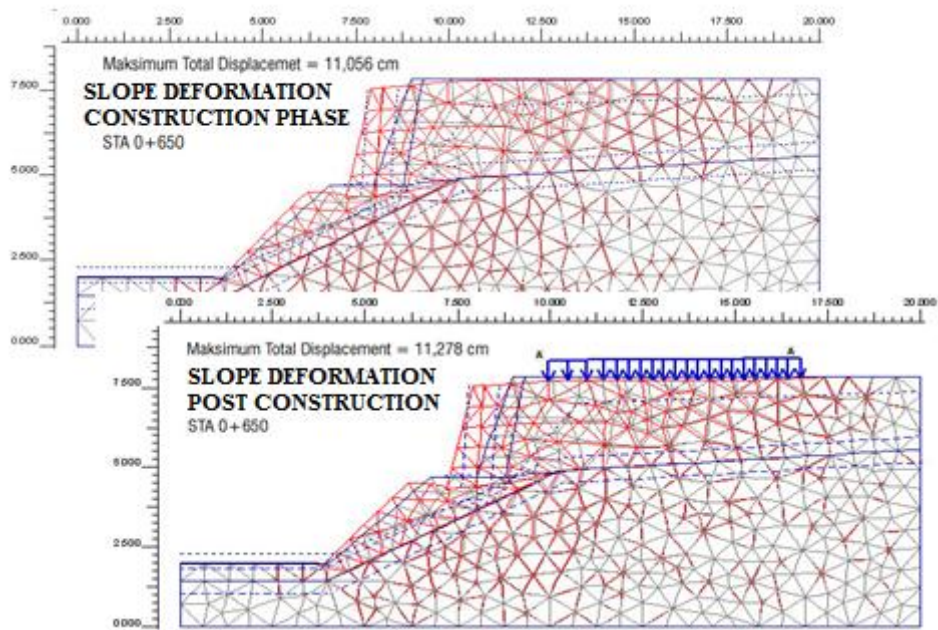 0.000 2.500 5.000 7.500 10.000 12.500 15.000 17.500 20.000
Maksimum Total Displacemet = 11,056 cm
7.500
SLOPE DEFORMATION
CONSTRUCTION PHASE
STA 0+650
5.000
2.500
0.000
0.000 2.500 5.000 7.500 10.000 12.500 15.000 17.500 20.000
Maksimum Total Displacement = 11,278 cm
A A
7.500
SLOPE DEFORMATION
POST CONSTRUCTION
STA 0+650
5.000
2.500
0.000